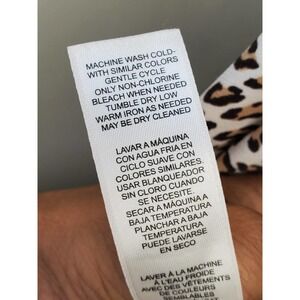 MACHINE WASH COLD-
WITH SIMILAR COLORS
GENTLE CYCLE
ONLY NON-CHLORINE
BLEACH WHEN NEEDED
TUMBLE DRY LOW
WARM IRON AS NEEDED
MAY BE DRY CLEANED
LAVAR A MÁQUINA
CON AGUA FRIA EN
CICLO SUAVE CON
COLORES SIMILARES.
USAR BLANQUEADOR
SIN CLORO CUANDO
SE NECESITE.
SECAR A MÁQUINA A
BAJA TEMPERATURA
PLANCHAR A BAJA
TEMPERATURA
PUEDE LAVARSE
EN SECO
LAVER À LA MACHINE
À L'EAU FROIDE
AVEC DES VÊTEMENTS
DE COULEURS
SEMBLABLES